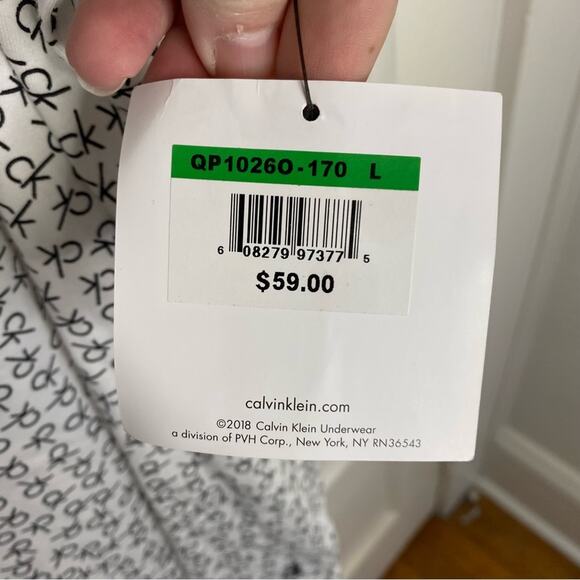 QP1026O-170 L
6 08279 97377 5
$59.00
calvinklein.com
©2018 Calvin Klein Underwear
a division of PVH Corp., New York, NY RN36543
ck